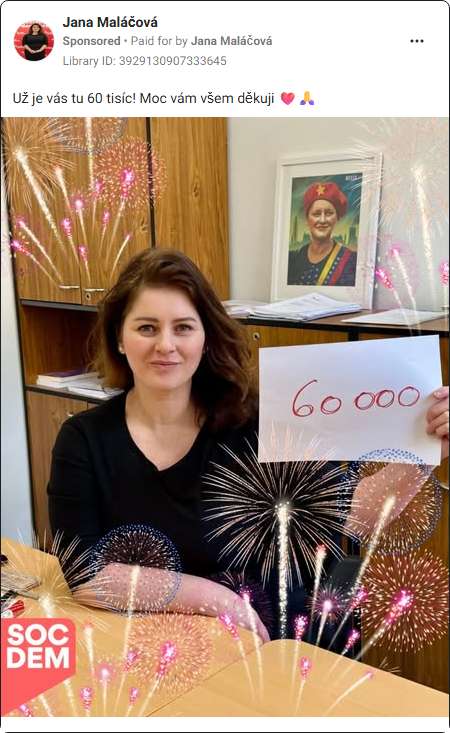 Jana Maláčová
Sponsored • Paid for by Jana Maláčová
Library ID: 3929130907333645
Už je vás tu 60 tisíc! Moc vám všem děkuji 💗 🙏
60 000
SOC
DEM